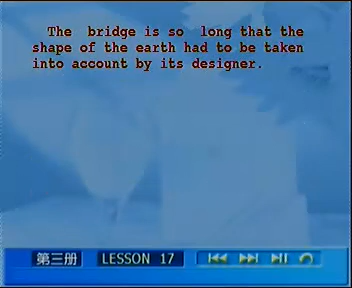 The bridge is so long that the
shape of the earth had to be taken
into account by its designer.
第三册 LESSON 17